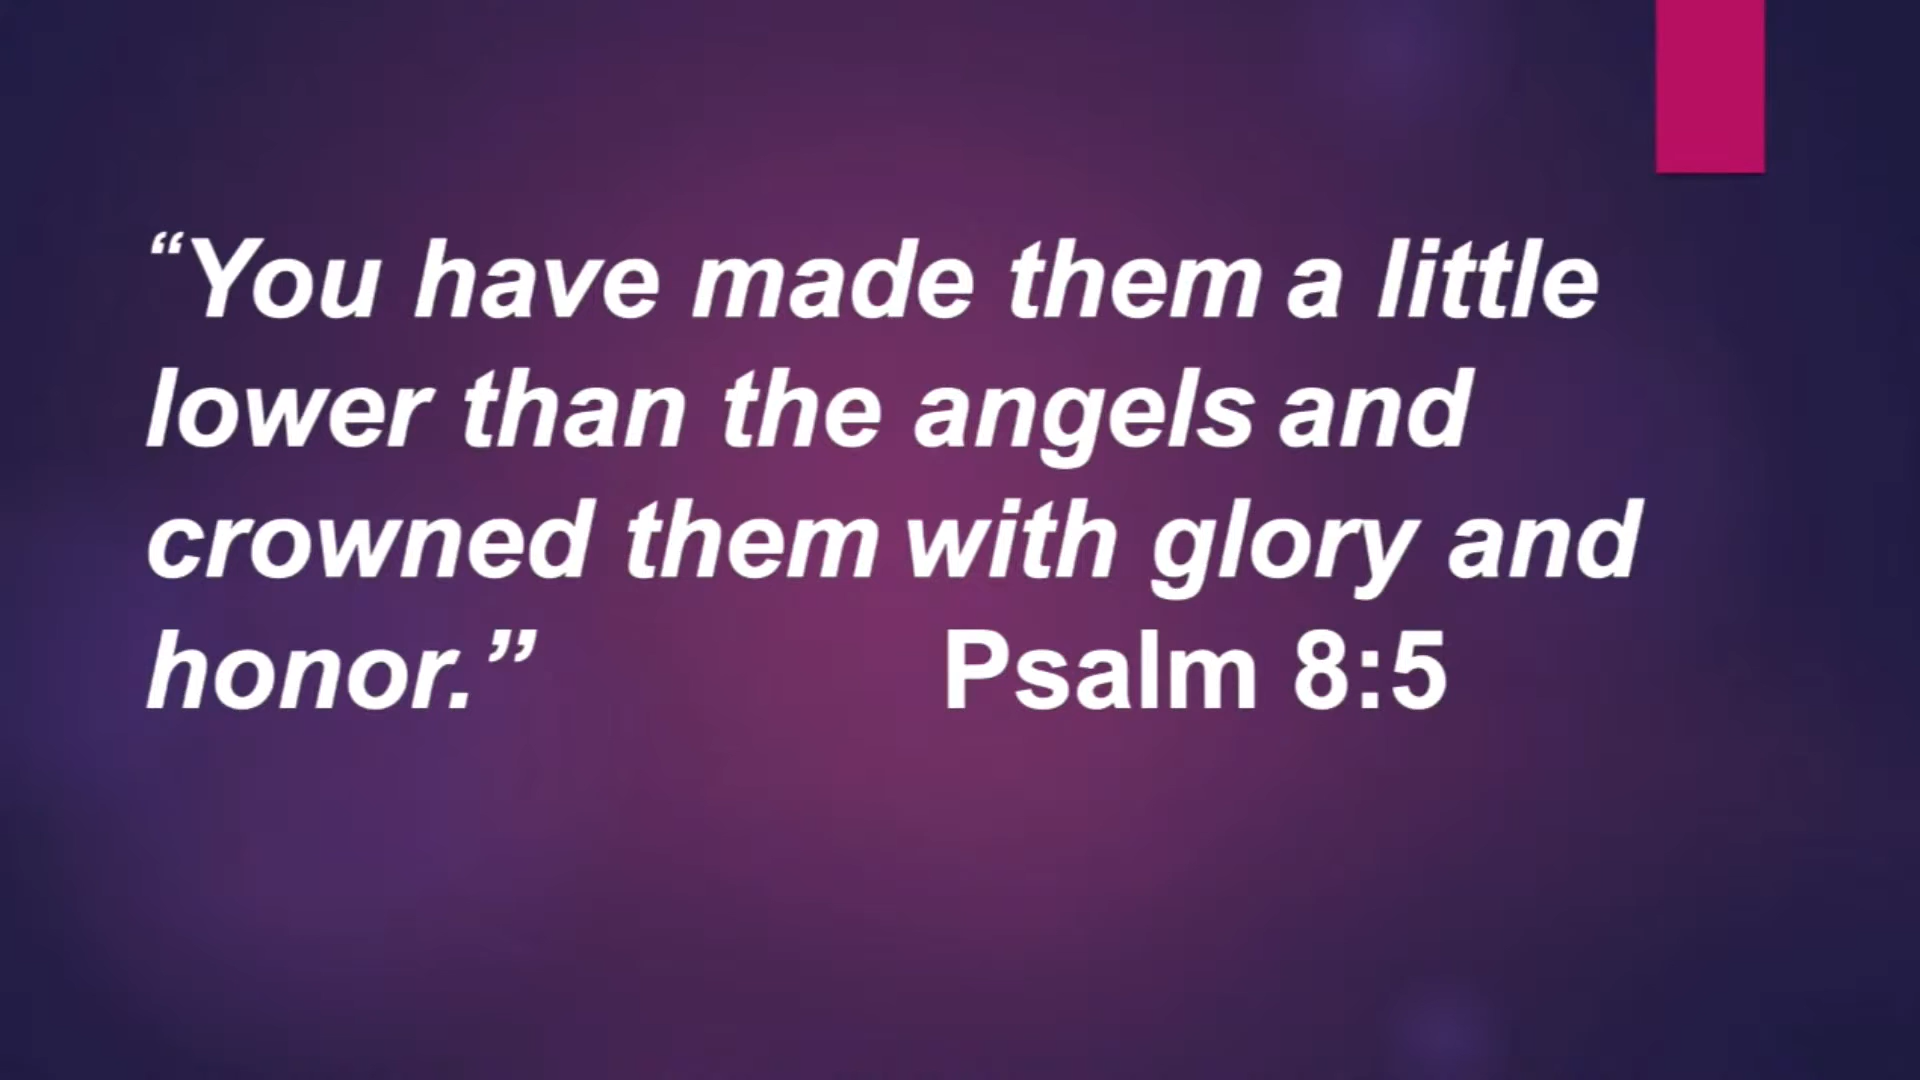 “You have made them a little
lower than the angels and
crowned them with glory and
honor.” Psalm 8:5